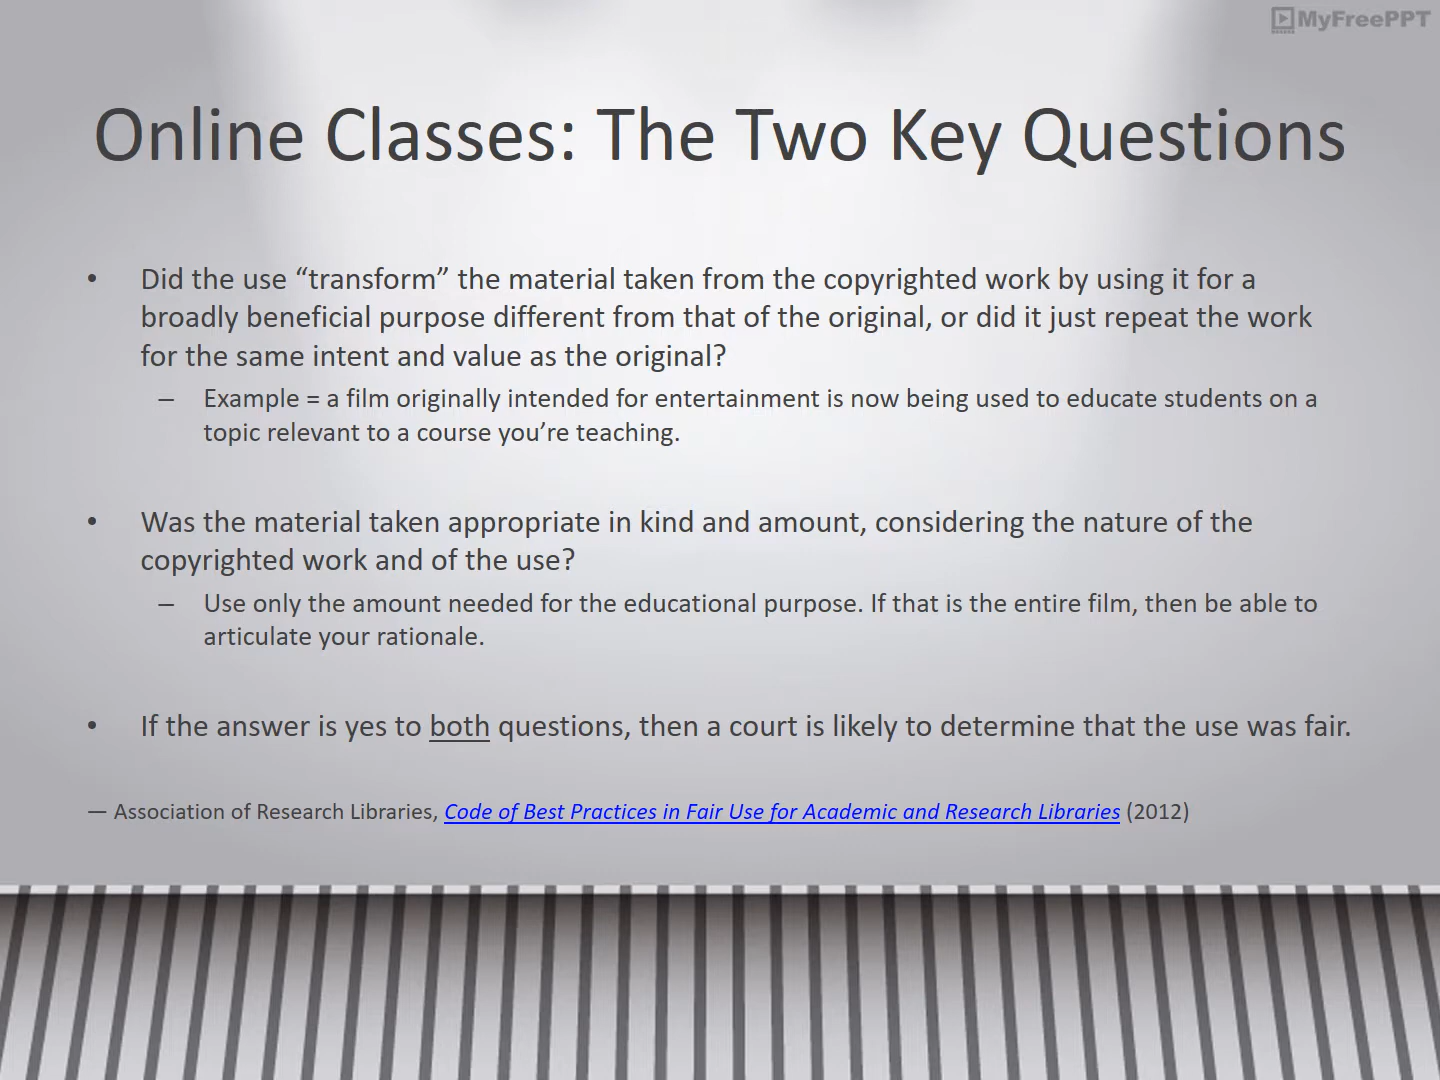 MyFreePPT
Online Classes: The Two Key Questions
• Did the use “transform” the material taken from the copyrighted work by using it for a
broadly beneficial purpose different from that of the original, or did it just repeat the work
for the same intent and value as the original?
– Example = a film originally intended for entertainment is now being used to educate students on a
topic relevant to a course you’re teaching.
• Was the material taken appropriate in kind and amount, considering the nature of the
copyrighted work and of the use?
– Use only the amount needed for the educational purpose. If that is the entire film, then be able to
articulate your rationale.
• If the answer is yes to both questions, then a court is likely to determine that the use was fair.
— Association of Research Libraries, Code of Best Practices in Fair Use for Academic and Research Libraries (2012)